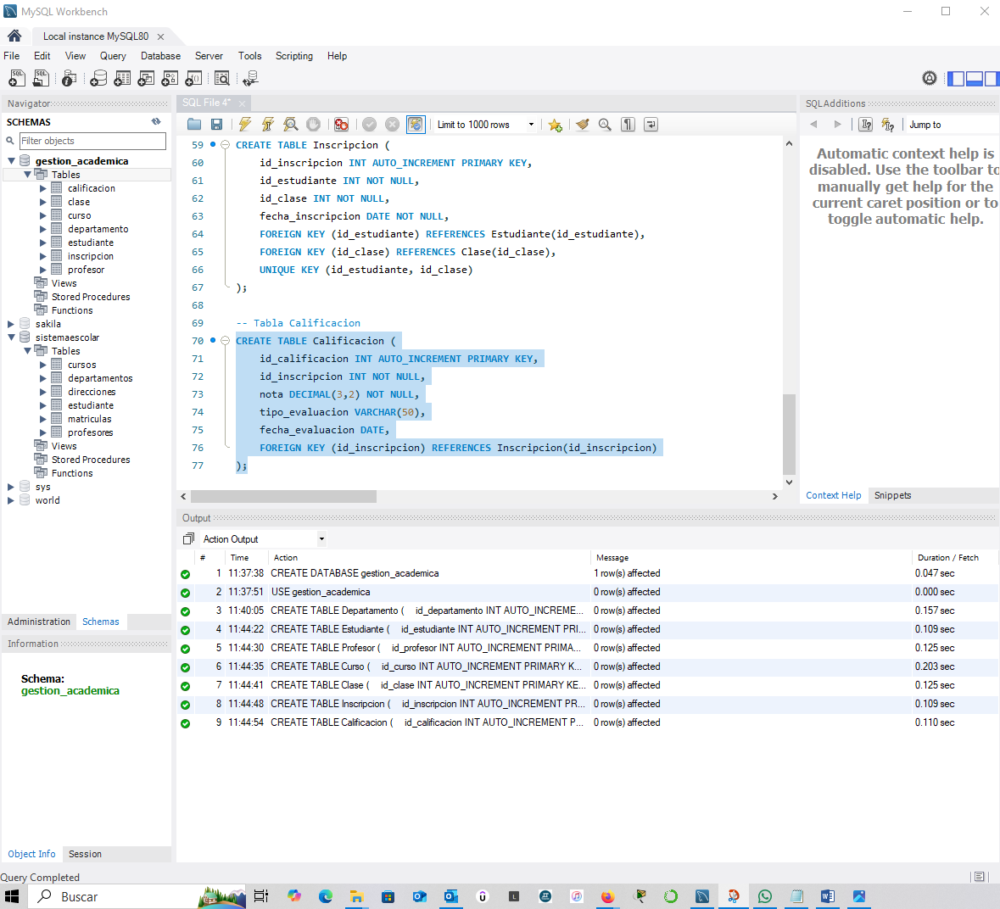 MySQL Workbench
Local instance MySQL80
File Edit View Query Database Server Tools Scripting Help
Navigator
SCHEMAS
Filter objects
gestion_academica
Tables
calificacion
clase
curso
departamento
estudiante
inscripcion
profesor
Views
Stored Procedures
Functions
sakila
sistemaescolar
Tables
cursos
departamentos
direcciones
estudiante
matriculas
profesores
Views
Stored Procedures
Functions
sys
world
Administration Schemas
Information
Schema:
gestion_academica
Object Info Session
SQL File 4*
Limit to 1000 rows
59 CREATE TABLE Inscripcion (
60 id_inscripcion INT AUTO_INCREMENT PRIMARY KEY,
61 id_estudiante INT NOT NULL,
62 id_clase INT NOT NULL,
63 fecha_inscripcion DATE NOT NULL,
64 FOREIGN KEY (id_estudiante) REFERENCES Estudiante(id_estudiante),
65 FOREIGN KEY (id_clase) REFERENCES Clase(id_clase),
66 UNIQUE KEY (id_estudiante, id_clase)
67 );
68
69 -- Tabla Calificacion
70 CREATE TABLE Calificacion (
71 id_calificacion INT AUTO_INCREMENT PRIMARY KEY,
72 id_inscripcion INT NOT NULL,
73 nota DECIMAL(3,2) NOT NULL,
74 tipo_evaluacion VARCHAR(50),
75 fecha_evaluacion DATE,
76 FOREIGN KEY (id_inscripcion) REFERENCES Inscripcion(id_inscripcion)
77 );
SQLAdditions
Jump to
Automatic context help is
disabled. Use the toolbar to
manually get help for the
current caret position or to
toggle automatic help.
Context Help Snippets
Output
Action Output
# Time Action Message Duration / Fetch
1 11:37:38 CREATE DATABASE gestion_academica 1 row(s) affected 0.047 sec
2 11:37:51 USE gestion_academica 0 row(s) affected 0.000 sec
3 11:40:05 CREATE TABLE Departamento ( id_departamento INT AUTO_INCREME... 0 row(s) affected 0.157 sec
4 11:44:22 CREATE TABLE Estudiante ( id_estudiante INT AUTO_INCREMENT PRI... 0 row(s) affected 0.109 sec
5 11:44:30 CREATE TABLE Profesor ( id_profesor INT AUTO_INCREMENT PRIMA... 0 row(s) affected 0.125 sec
6 11:44:35 CREATE TABLE Curso ( id_curso INT AUTO_INCREMENT PRIMARY K... 0 row(s) affected 0.203 sec
7 11:44:41 CREATE TABLE Clase ( id_clase INT AUTO_INCREMENT PRIMARY KE... 0 row(s) affected 0.125 sec
8 11:44:48 CREATE TABLE Inscripcion ( id_inscripcion INT AUTO_INCREMENT PR... 0 row(s) affected 0.109 sec
9 11:44:54 CREATE TABLE Calificacion ( id_calificacion INT AUTO_INCREMENT P... 0 row(s) affected 0.110 sec
Query Completed
Buscar